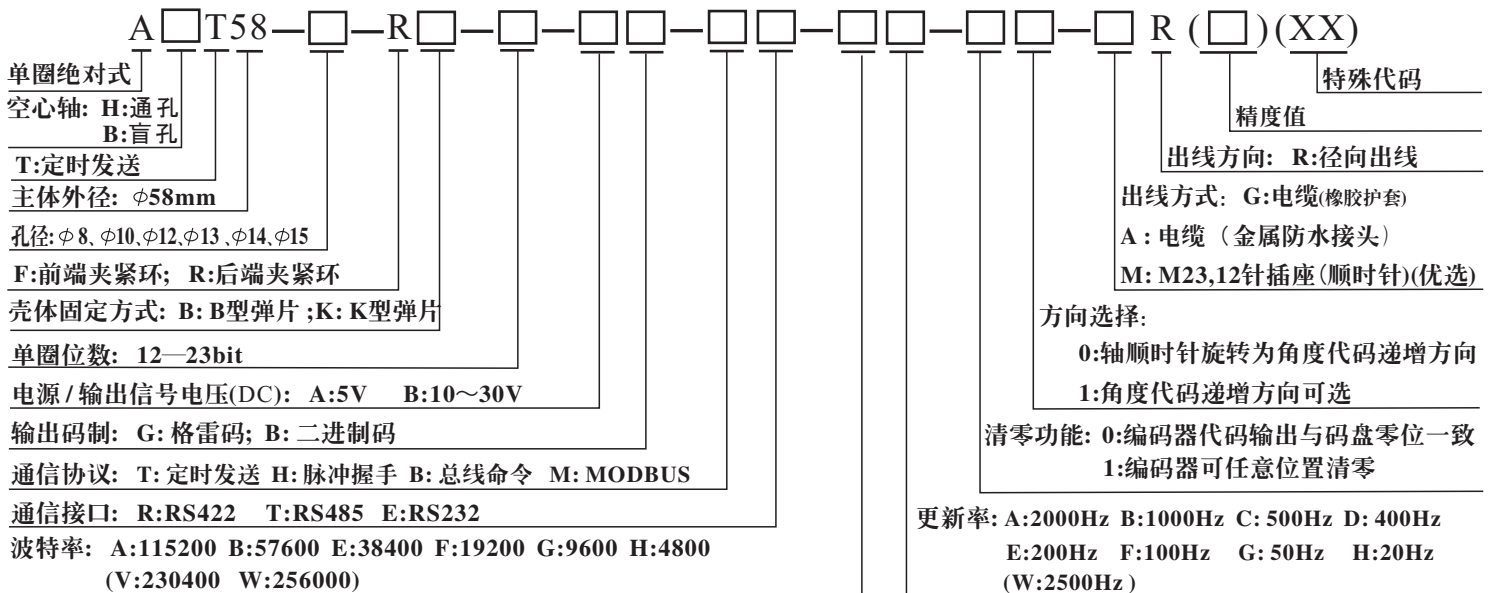 A□T58—□—R□—□—□□—□□—□□—□□—□R(□)(XX)
单圈绝对式
空心轴: H:通孔
B:盲孔
T:定时发送
主体外径: ϕ58mm
孔径:ϕ8、ϕ10、ϕ12、ϕ13、ϕ14、ϕ15
F:前端夹紧环; R:后端夹紧环
壳体固定方式: B: B型弹片 ;K: K型弹片
单圈位数: 12—23bit
电源/输出信号电压(DC): A:5V B:10～30V
输出码制: G: 格雷码; B: 二进制码
通信协议: T: 定时发送 H: 脉冲握手 B: 总线命令 M: MODBUS
通信接口: R:RS422 T:RS485 E:RS232
波特率: A:115200 B:57600 E:38400 F:19200 G:9600 H:4800
(V:230400 W:256000)
特殊代码
精度值
出线方向: R:径向出线
出线方式: G:电缆(橡胶护套)
A : 电缆（金属防水接头）
M: M23,12针插座(顺时针)(优选)
方向选择:
0:轴顺时针旋转为角度代码递增方向
1:角度代码递增方向可选
清零功能: 0:编码器代码输出与码盘零位一致
1:编码器可任意位置清零
更新率: A:2000Hz B:1000Hz C: 500Hz D: 400Hz
E:200Hz F:100Hz G: 50Hz H:20Hz
(W:2500Hz )